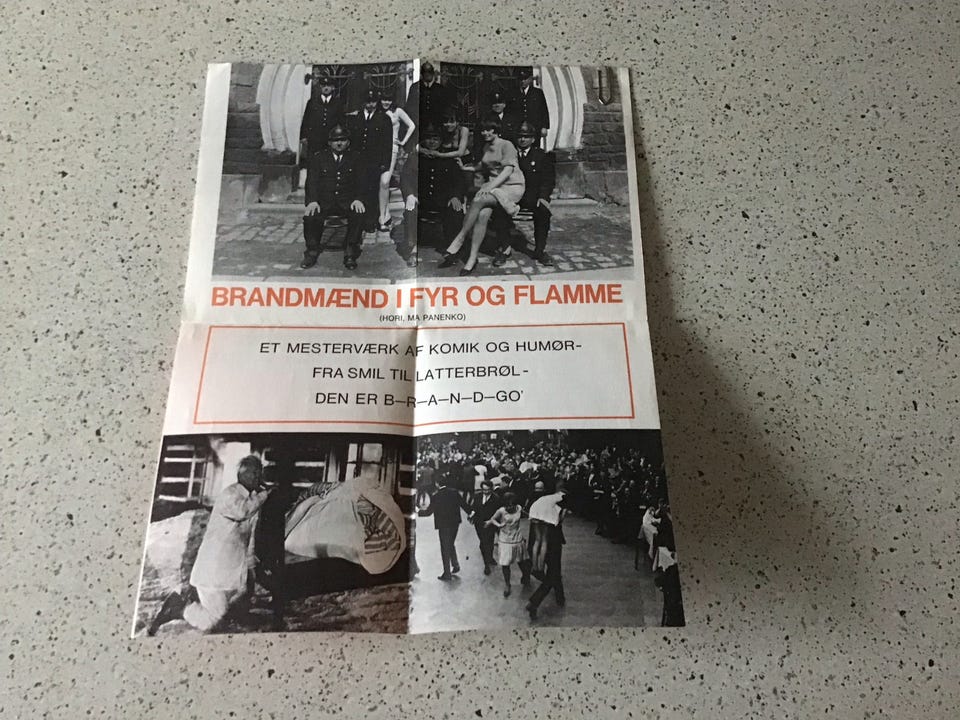 BRANDMÆND I FYR OG FLAMME
(HORI, MA PANENKO)
ET MESTERVÆRK AF KOMIK OG HUMØR-
FRA SMIL TIL LATTERBRØL-
DEN ER B-R-A-N-D-GO'